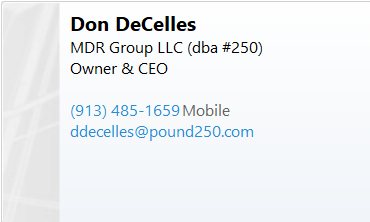 Don DeCelles
MDR Group LLC (dba #250)
Owner & CEO
(913) 485-1659 Mobile
ddecelles@pound250.com